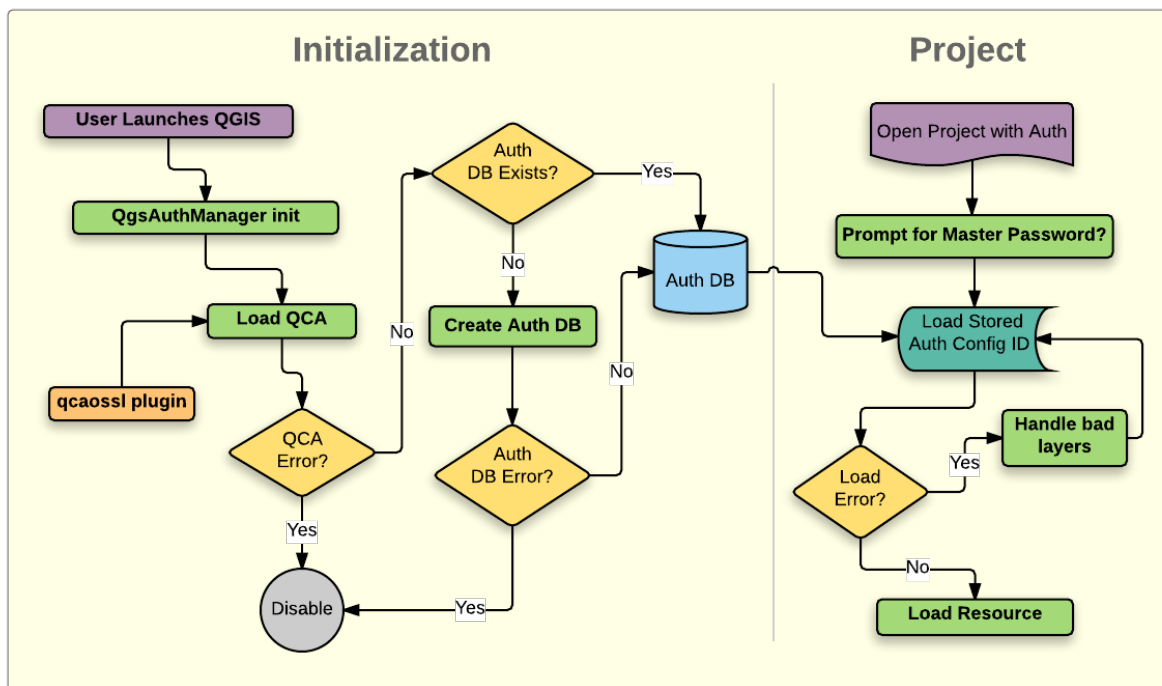 Initialization
User Launches QGIS
QgsAuthManager init
Load QCA
qcaossl plugin
QCA
Error?
Yes
Disable
No
Auth
DB Exists?
Yes
No
Create Auth DB
Auth
DB Error?
Yes
No
Auth DB
Project
Open Project with Auth
Prompt for Master Password?
Load Stored
Auth Config ID
Load
Error?
Yes
Handle bad
layers
No
Load Resource